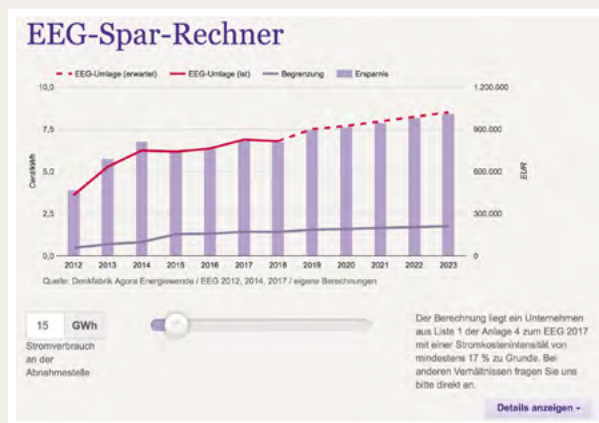 EEG-Spar-Rechner
EEG-Umlage (erwartet) EEG-Umlage (Ist) Begrenzung Ersparnis
10,0 1.200.000
7,5 900.000
Cent/kWh EUR
5,0 600.000
2,5 300.000
0,0 0
2012 2013 2014 2015 2016 2017 2018 2019 2020 2021 2022 2023
Quelle: Denkfabrik Agora Energiewende / EEG 2012, 2014, 2017 / eigene Berechnungen
15 GWh
Stromverbrauch
an der
Abnahmestelle
Der Berechnung liegt ein Unternehmen
aus Liste 1 der Anlage 4 zum EEG 2017
mit einer Stromkostenintensität von
mindestens 17 % zu Grunde. Bei
anderen Verhältnissen fragen Sie uns
bitte direkt an.
Details anzeigen